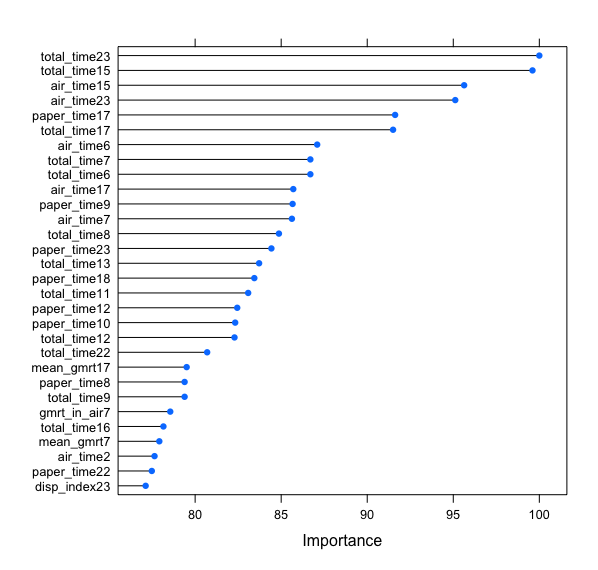 total_time23
total_time15
air_time15
air_time23
paper_time17
total_time17
air_time6
total_time7
total_time6
air_time17
paper_time9
air_time7
total_time8
paper_time23
total_time13
paper_time18
total_time11
paper_time12
paper_time10
total_time12
total_time22
mean_gmrt17
paper_time8
total_time9
gmrt_in_air7
total_time16
mean_gmrt7
air_time2
paper_time22
disp_index23
80 85 90 95 100
Importance